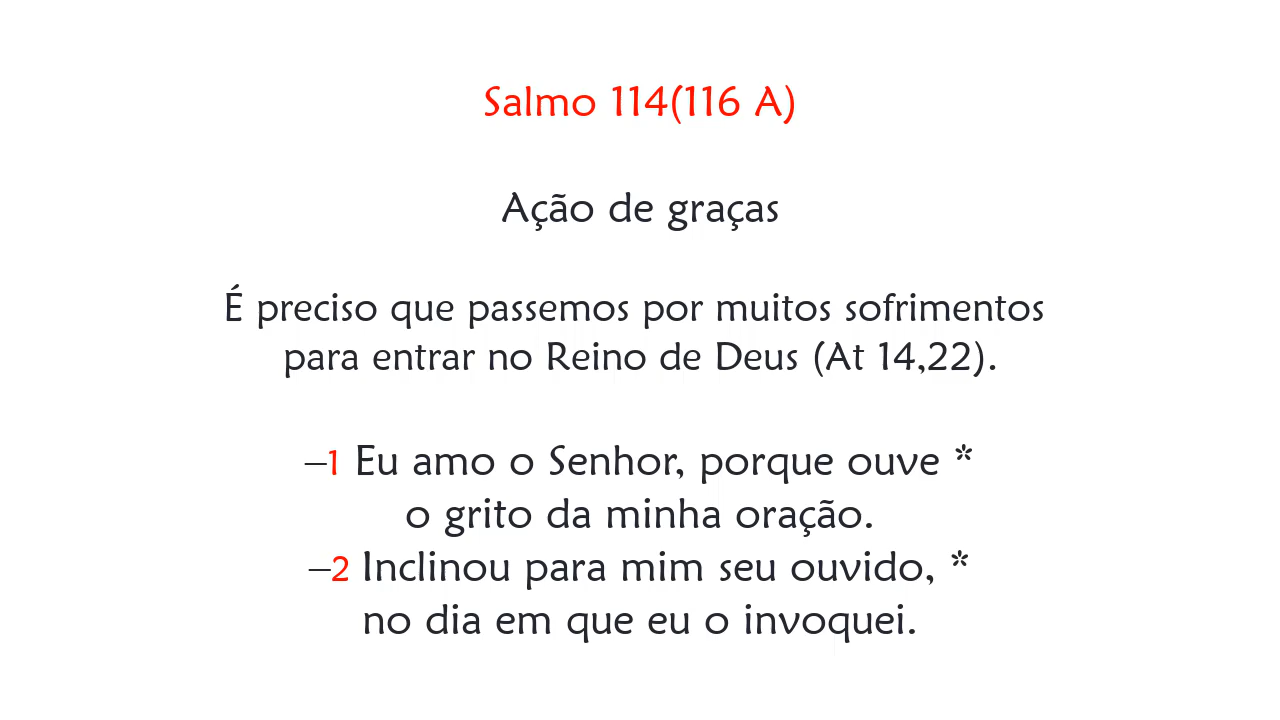 Salmo 114(116 A)
Ação de graças
É preciso que passemos por muitos sofrimentos
para entrar no Reino de Deus (At 14,22).
–1 Eu amo o Senhor, porque ouve *
o grito da minha oração.
–2 Inclinou para mim seu ouvido, *
no dia em que eu o invoquei.